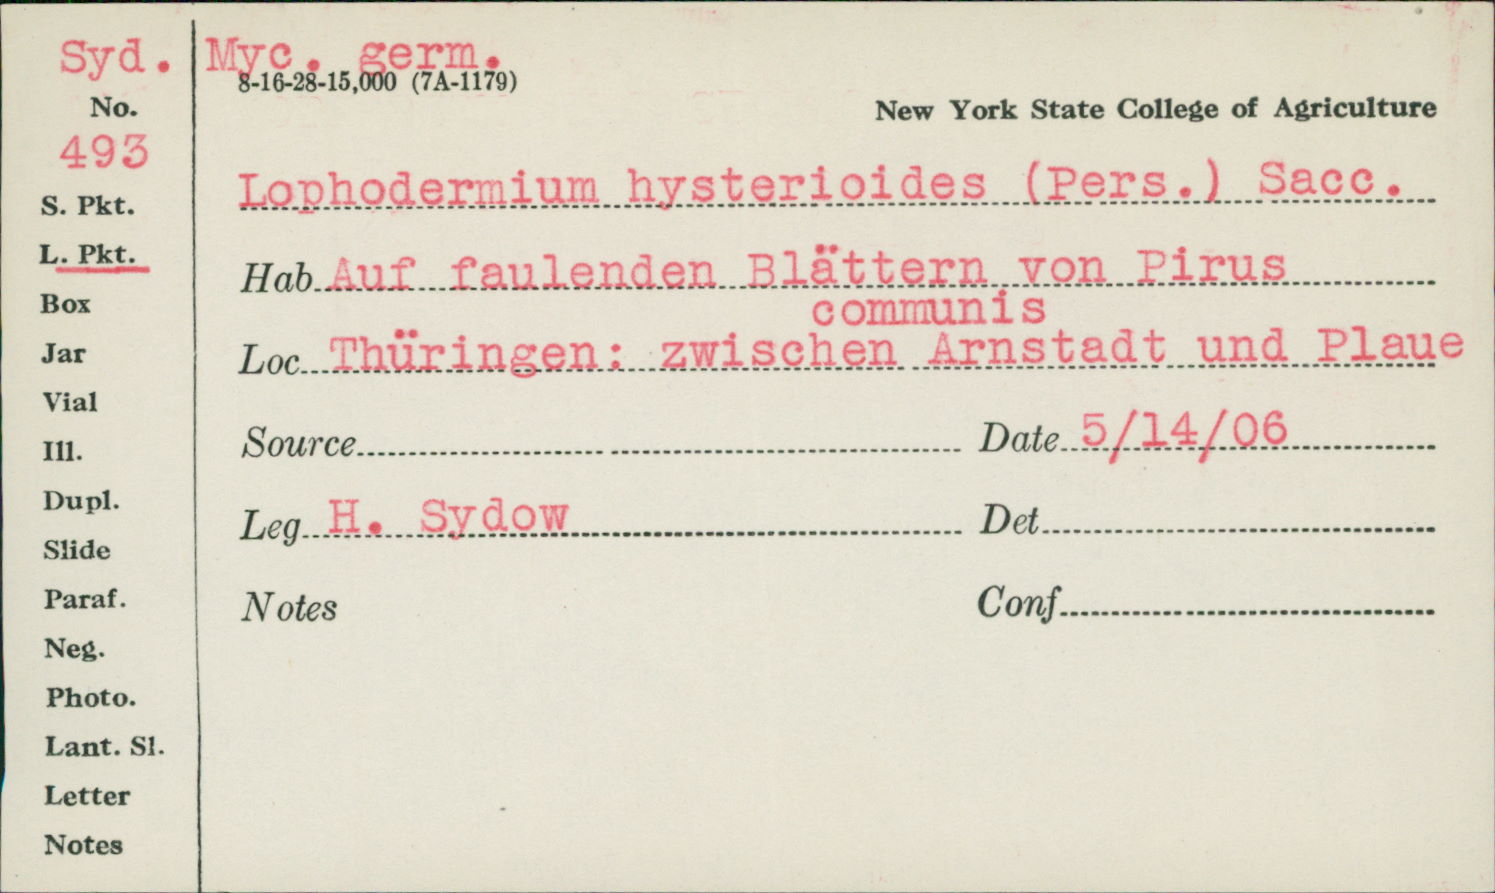 Syd. Myc. germ.
8-16-28-15,000 (7A-1179)
No.
New York State College of Agriculture
493
Lophodermium hysterioides (Pers.) Sacc.
S. Pkt.
L. Pkt.
Hab Auf faulenden Blättern von Pirus
communis
Box
Loc Thüringen: zwischen Arnstadt und Plaue
Jar
Vial
Source
Date 5/14/06
Ill.
Dupl.
Leg H. Sydow
Det
Slide
Paraf.
Notes
Conf
Neg.
Photo.
Lant. Sl.
Letter
Notes